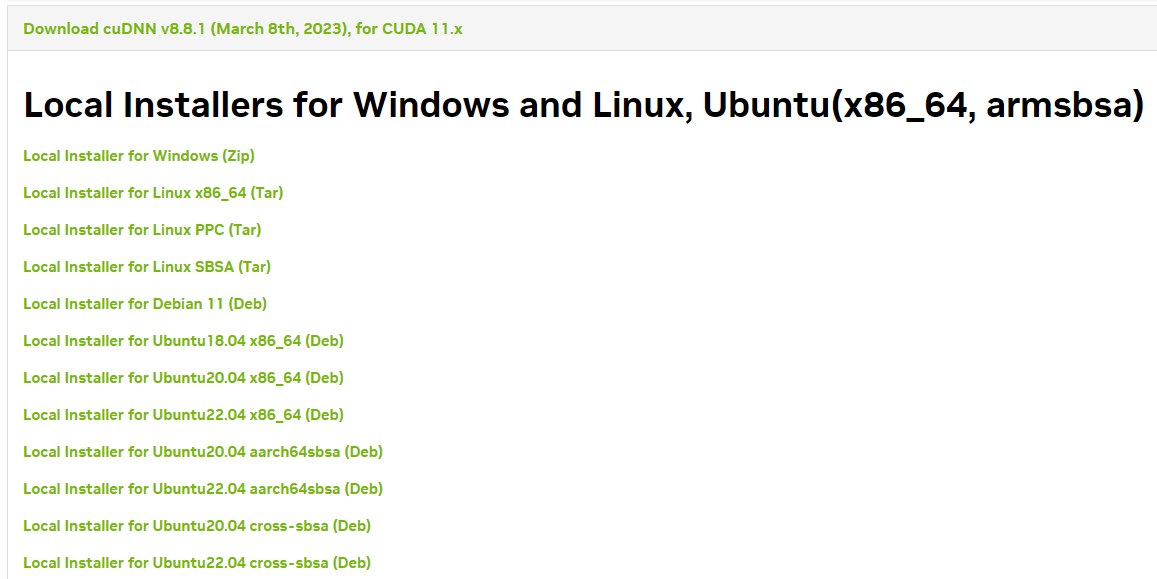 Download cuDNN v8.8.1 (March 8th, 2023), for CUDA 11.x
Local Installers for Windows and Linux, Ubuntu(x86_64, armsbsa)
Local Installer for Windows (Zip)
Local Installer for Linux x86_64 (Tar)
Local Installer for Linux PPC (Tar)
Local Installer for Linux SBSA (Tar)
Local Installer for Debian 11 (Deb)
Local Installer for Ubuntu18.04 x86_64 (Deb)
Local Installer for Ubuntu20.04 x86_64 (Deb)
Local Installer for Ubuntu22.04 x86_64 (Deb)
Local Installer for Ubuntu20.04 aarch64sbsa (Deb)
Local Installer for Ubuntu22.04 aarch64sbsa (Deb)
Local Installer for Ubuntu20.04 cross-sbsa (Deb)
Local Installer for Ubuntu22.04 cross-sbsa (Deb)